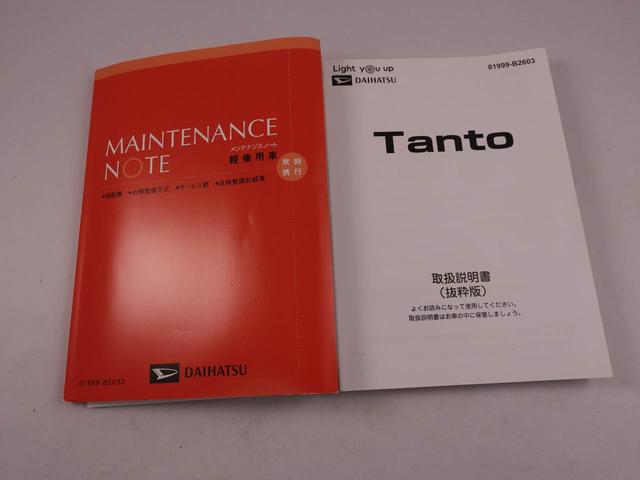 MAINTENANCE
NOTE
メンテナンスノート
軽乗用車
常時
携行
●保証書 ●点検整備方式 ●サービス網 ●点検整備記録簿
DAIHATSU
01999-B2032
Light you up
DAIHATSU
01999-B2603
Tanto
取扱説明書
（抜粋版）
よくお読みになって使用してください。
取扱説明書はお車の中に保管しましょう。